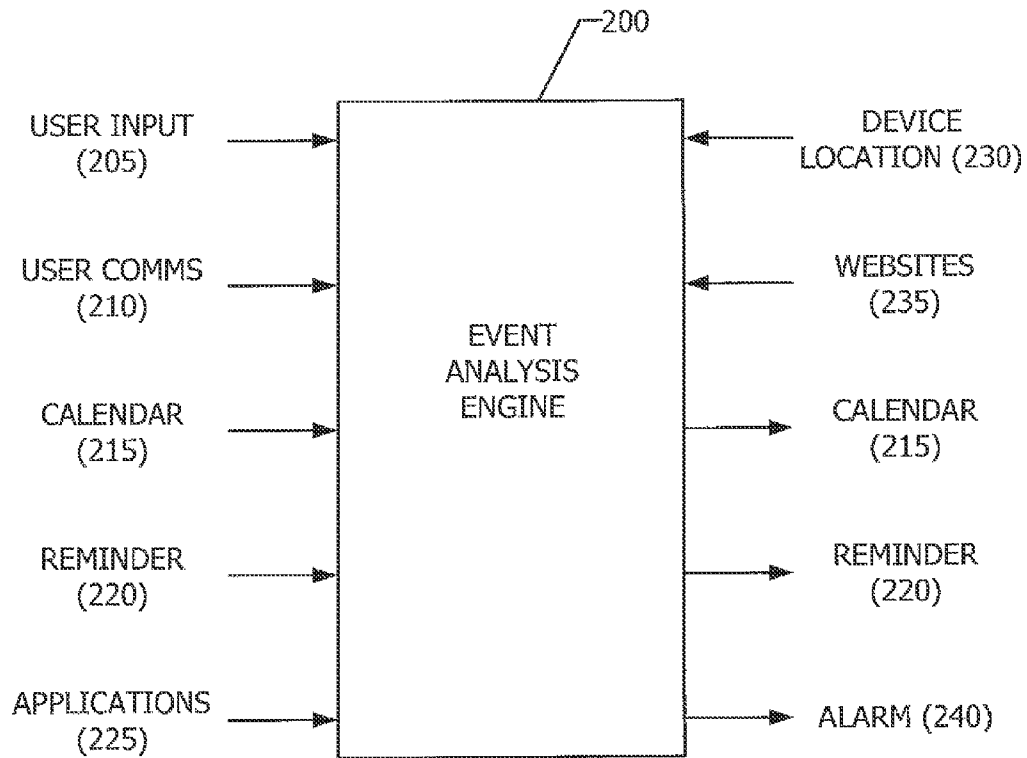 200
USER INPUT
(205)
USER COMMS
(210)
CALENDAR
(215)
REMINDER
(220)
APPLICATIONS
(225)
EVENT
ANALYSIS
ENGINE
DEVICE
LOCATION (230)
WEBSITES
(235)
CALENDAR
(215)
REMINDER
(220)
ALARM (240)